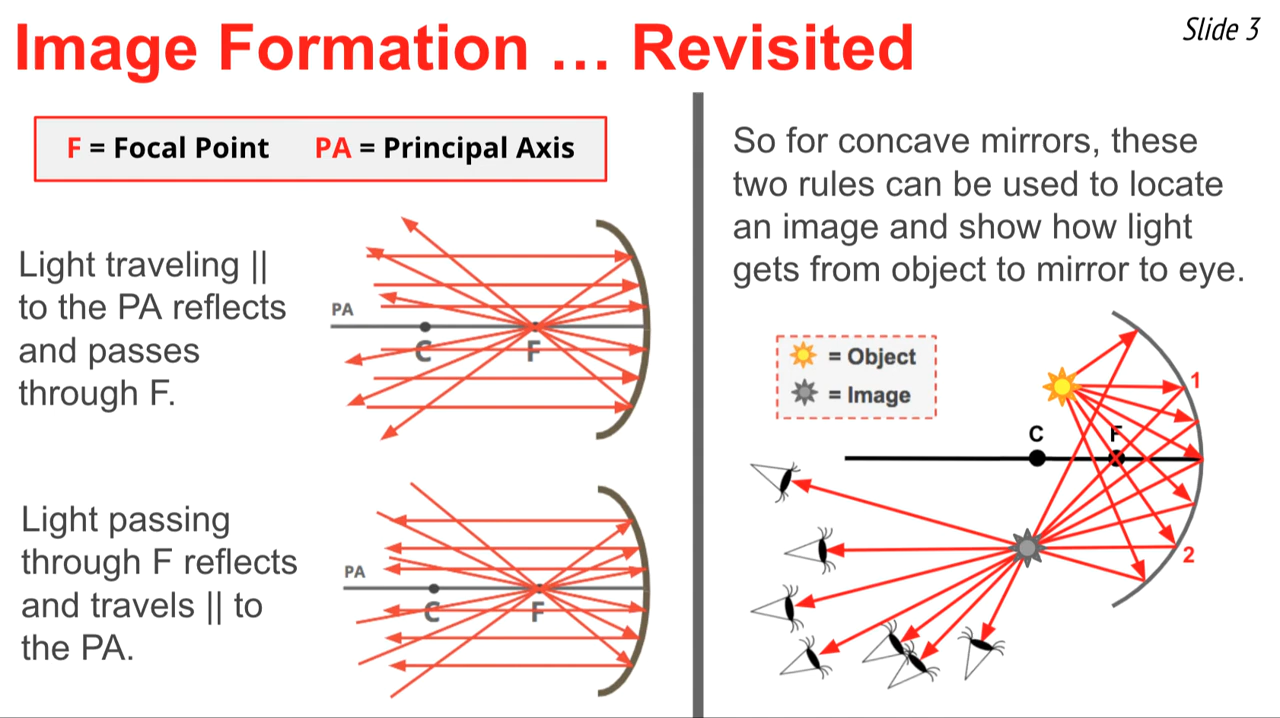 Image Formation … Revisited
Slide 3
F = Focal Point PA = Principal Axis
Light traveling ||
to the PA reflects
and passes
through F.
PA
C
F
Light passing
through F reflects
and travels || to
the PA.
PA
C
F
So for concave mirrors, these
two rules can be used to locate
an image and show how light
gets from object to mirror to eye.
= Object
= Image
1
C
F
2